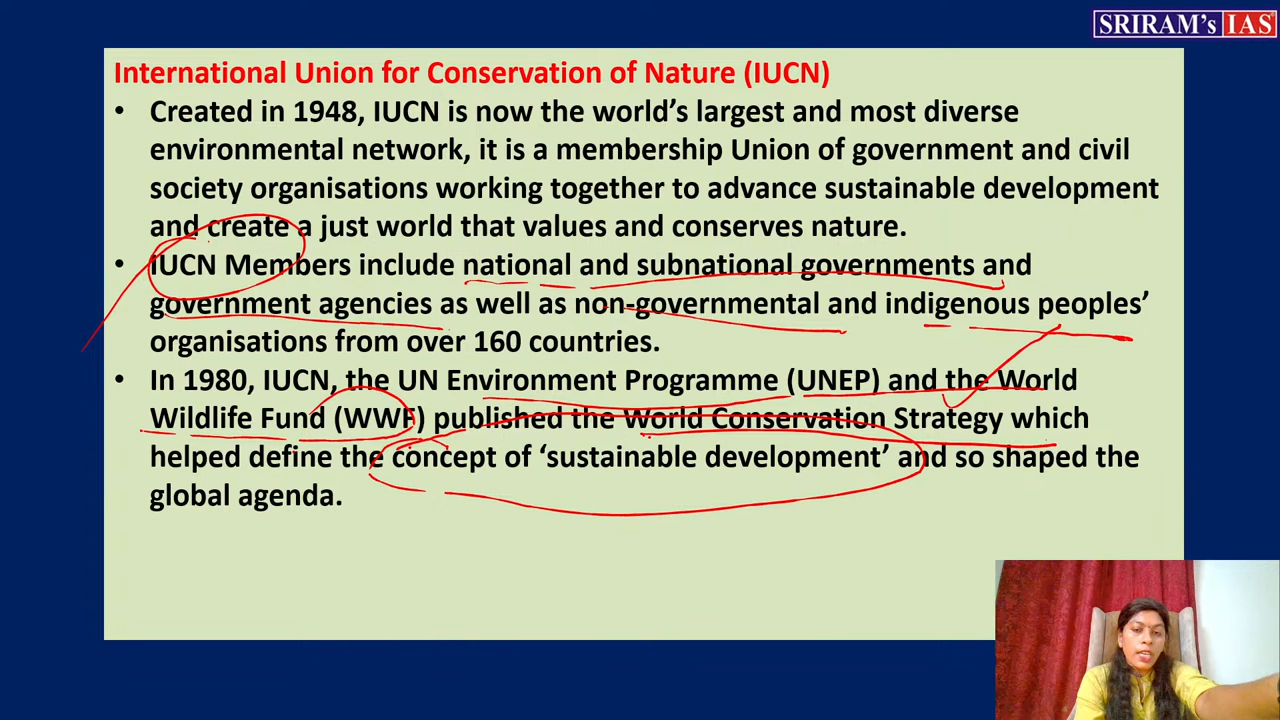 SRIRAM's IAS
International Union for Conservation of Nature (IUCN)
• Created in 1948, IUCN is now the world's largest and most diverse
environmental network, it is a membership Union of government and civil
society organisations working together to advance sustainable development
and create a just world that values and conserves nature.
• IUCN Members include national and subnational governments and
government agencies as well as non-governmental and indigenous peoples'
organisations from over 160 countries.
• In 1980, IUCN, the UN Environment Programme (UNEP) and the World
Wildlife Fund (WWF) published the World Conservation Strategy which
helped define the concept of ‘sustainable development’ and so shaped the
global agenda.